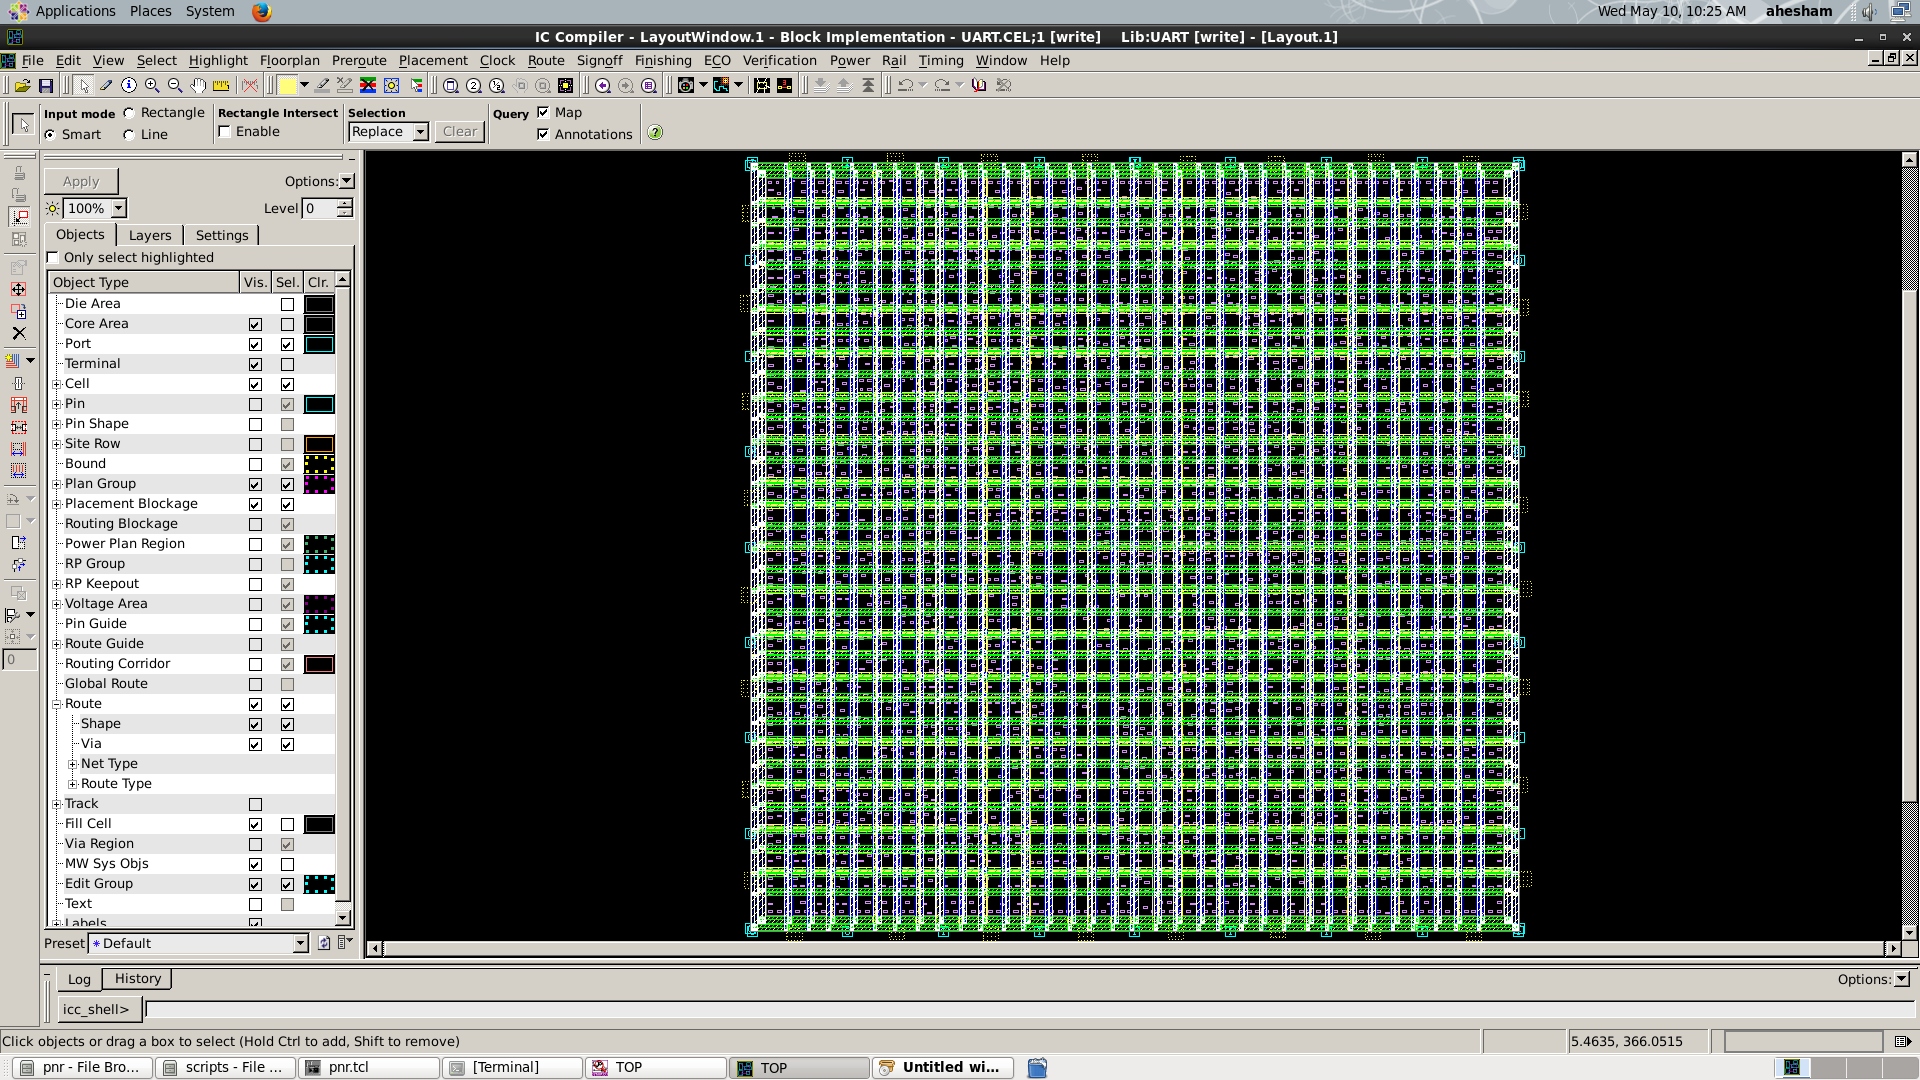 Applications Places System
Wed May 10, 10:25 AM ahesham
IC Compiler - LayoutWindow.1 - Block Implementation - UART.CEL;1 [write] Lib:UART [write] - [Layout.1]
File Edit View Select Highlight Floorplan Preroute Placement Clock Route Signoff Finishing ECO Verification Power Rail Timing Window Help
Input mode Rectangle Rectangle Intersect Selection Query Map
Smart Line Enable Replace Clear Annotations
Apply Options:
100% Level 0
Objects Layers Settings
Only select highlighted
Object Type Vis. Sel. Clr.
Die Area
Core Area
Port
Terminal
Cell
Pin
Pin Shape
Site Row
Bound
Plan Group
Placement Blockage
Routing Blockage
Power Plan Region
RP Group
RP Keepout
Voltage Area
Pin Guide
Route Guide
Routing Corridor
Global Route
Route
Shape
Via
Net Type
Route Type
Track
Fill Cell
Via Region
MW Sys Objs
Edit Group
Text
Labels
0
Preset * Default
Log History Options:
icc_shell>
Click objects or drag a box to select (Hold Ctrl to add, Shift to remove) 5.4635, 366.0515
pnr - File Bro... scripts - File ... pnr.tcl [Terminal] TOP TOP Untitled wi...